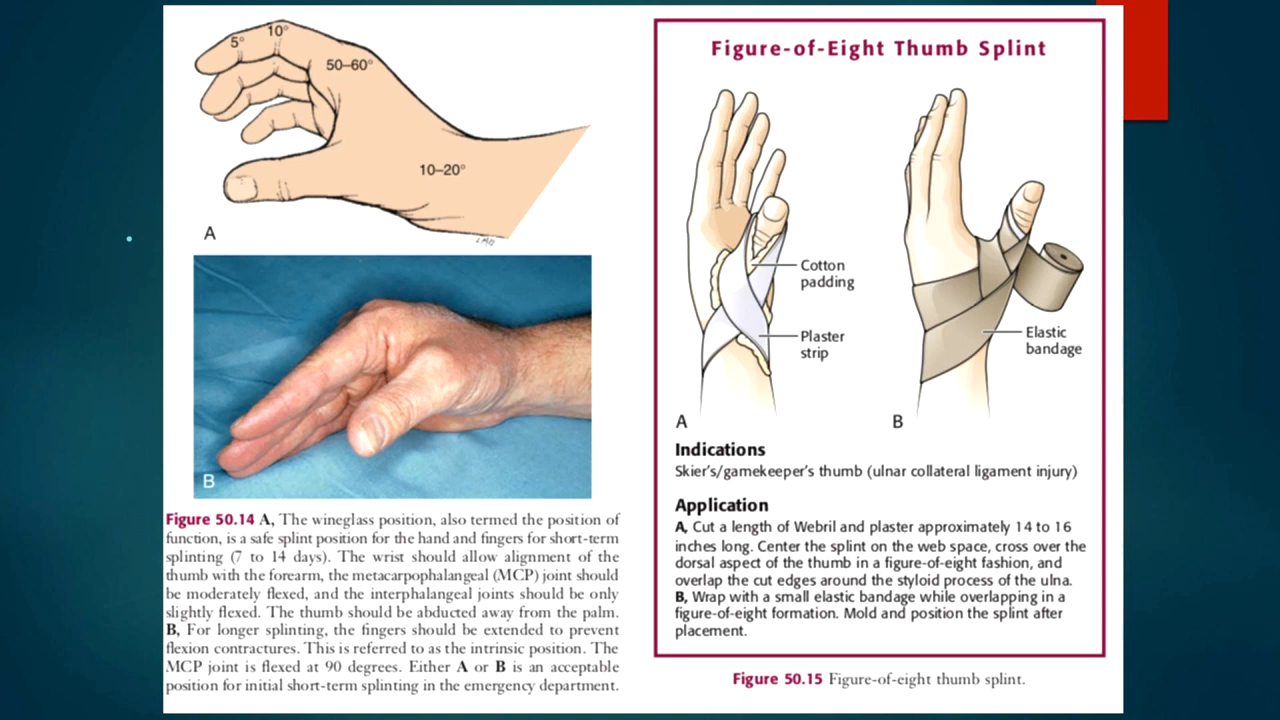 5°
10°
50–60°
10–20°
A
B
Figure 50.14 A, The wineglass position, also termed the position of
function, is a safe splint position for the hand and fingers for short-term
splinting (7 to 14 days). The wrist should allow alignment of the
thumb with the forearm, the metacarpophalangeal (MCP) joint should
be moderately flexed, and the interphalangeal joints should be only
slightly flexed. The thumb should be abducted away from the palm.
B, For longer splinting, the fingers should be extended to prevent
flexion contractures. This is referred to as the intrinsic position. The
MCP joint is flexed at 90 degrees. Either A or B is an acceptable
position for initial short-term splinting in the emergency department.
Figure-of-Eight Thumb Splint
Cotton
padding
Plaster
strip
Elastic
bandage
A
B
Indications
Skier's/gamekeeper's thumb (ulnar collateral ligament injury)
Application
A, Cut a length of Webril and plaster approximately 14 to 16
inches long. Center the splint on the web space, cross over the
dorsal aspect of the thumb in a figure-of-eight fashion, and
overlap the cut edges around the styloid process of the ulna.
B, Wrap with a small elastic bandage while overlapping in a
figure-of-eight formation. Mold and position the splint after
placement.
Figure 50.15 Figure-of-eight thumb splint.